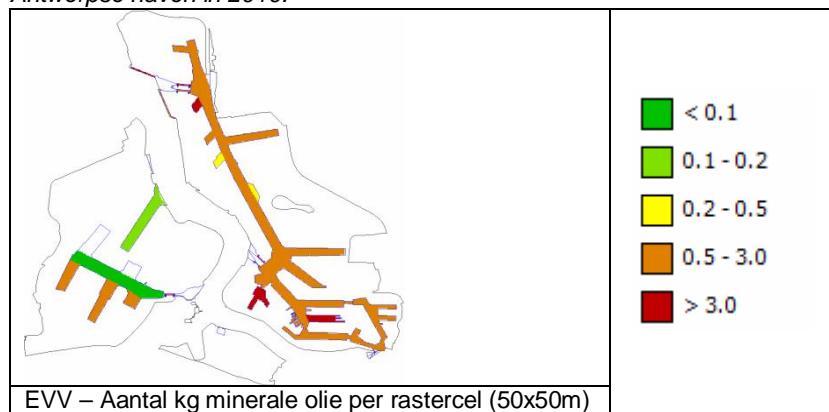 Antwerpse haven in 2010.
< 0.1
0.1 - 0.2
0.2 - 0.5
0.5 - 3.0
> 3.0
EVV – Aantal kg minerale olie per rastercel (50x50m)